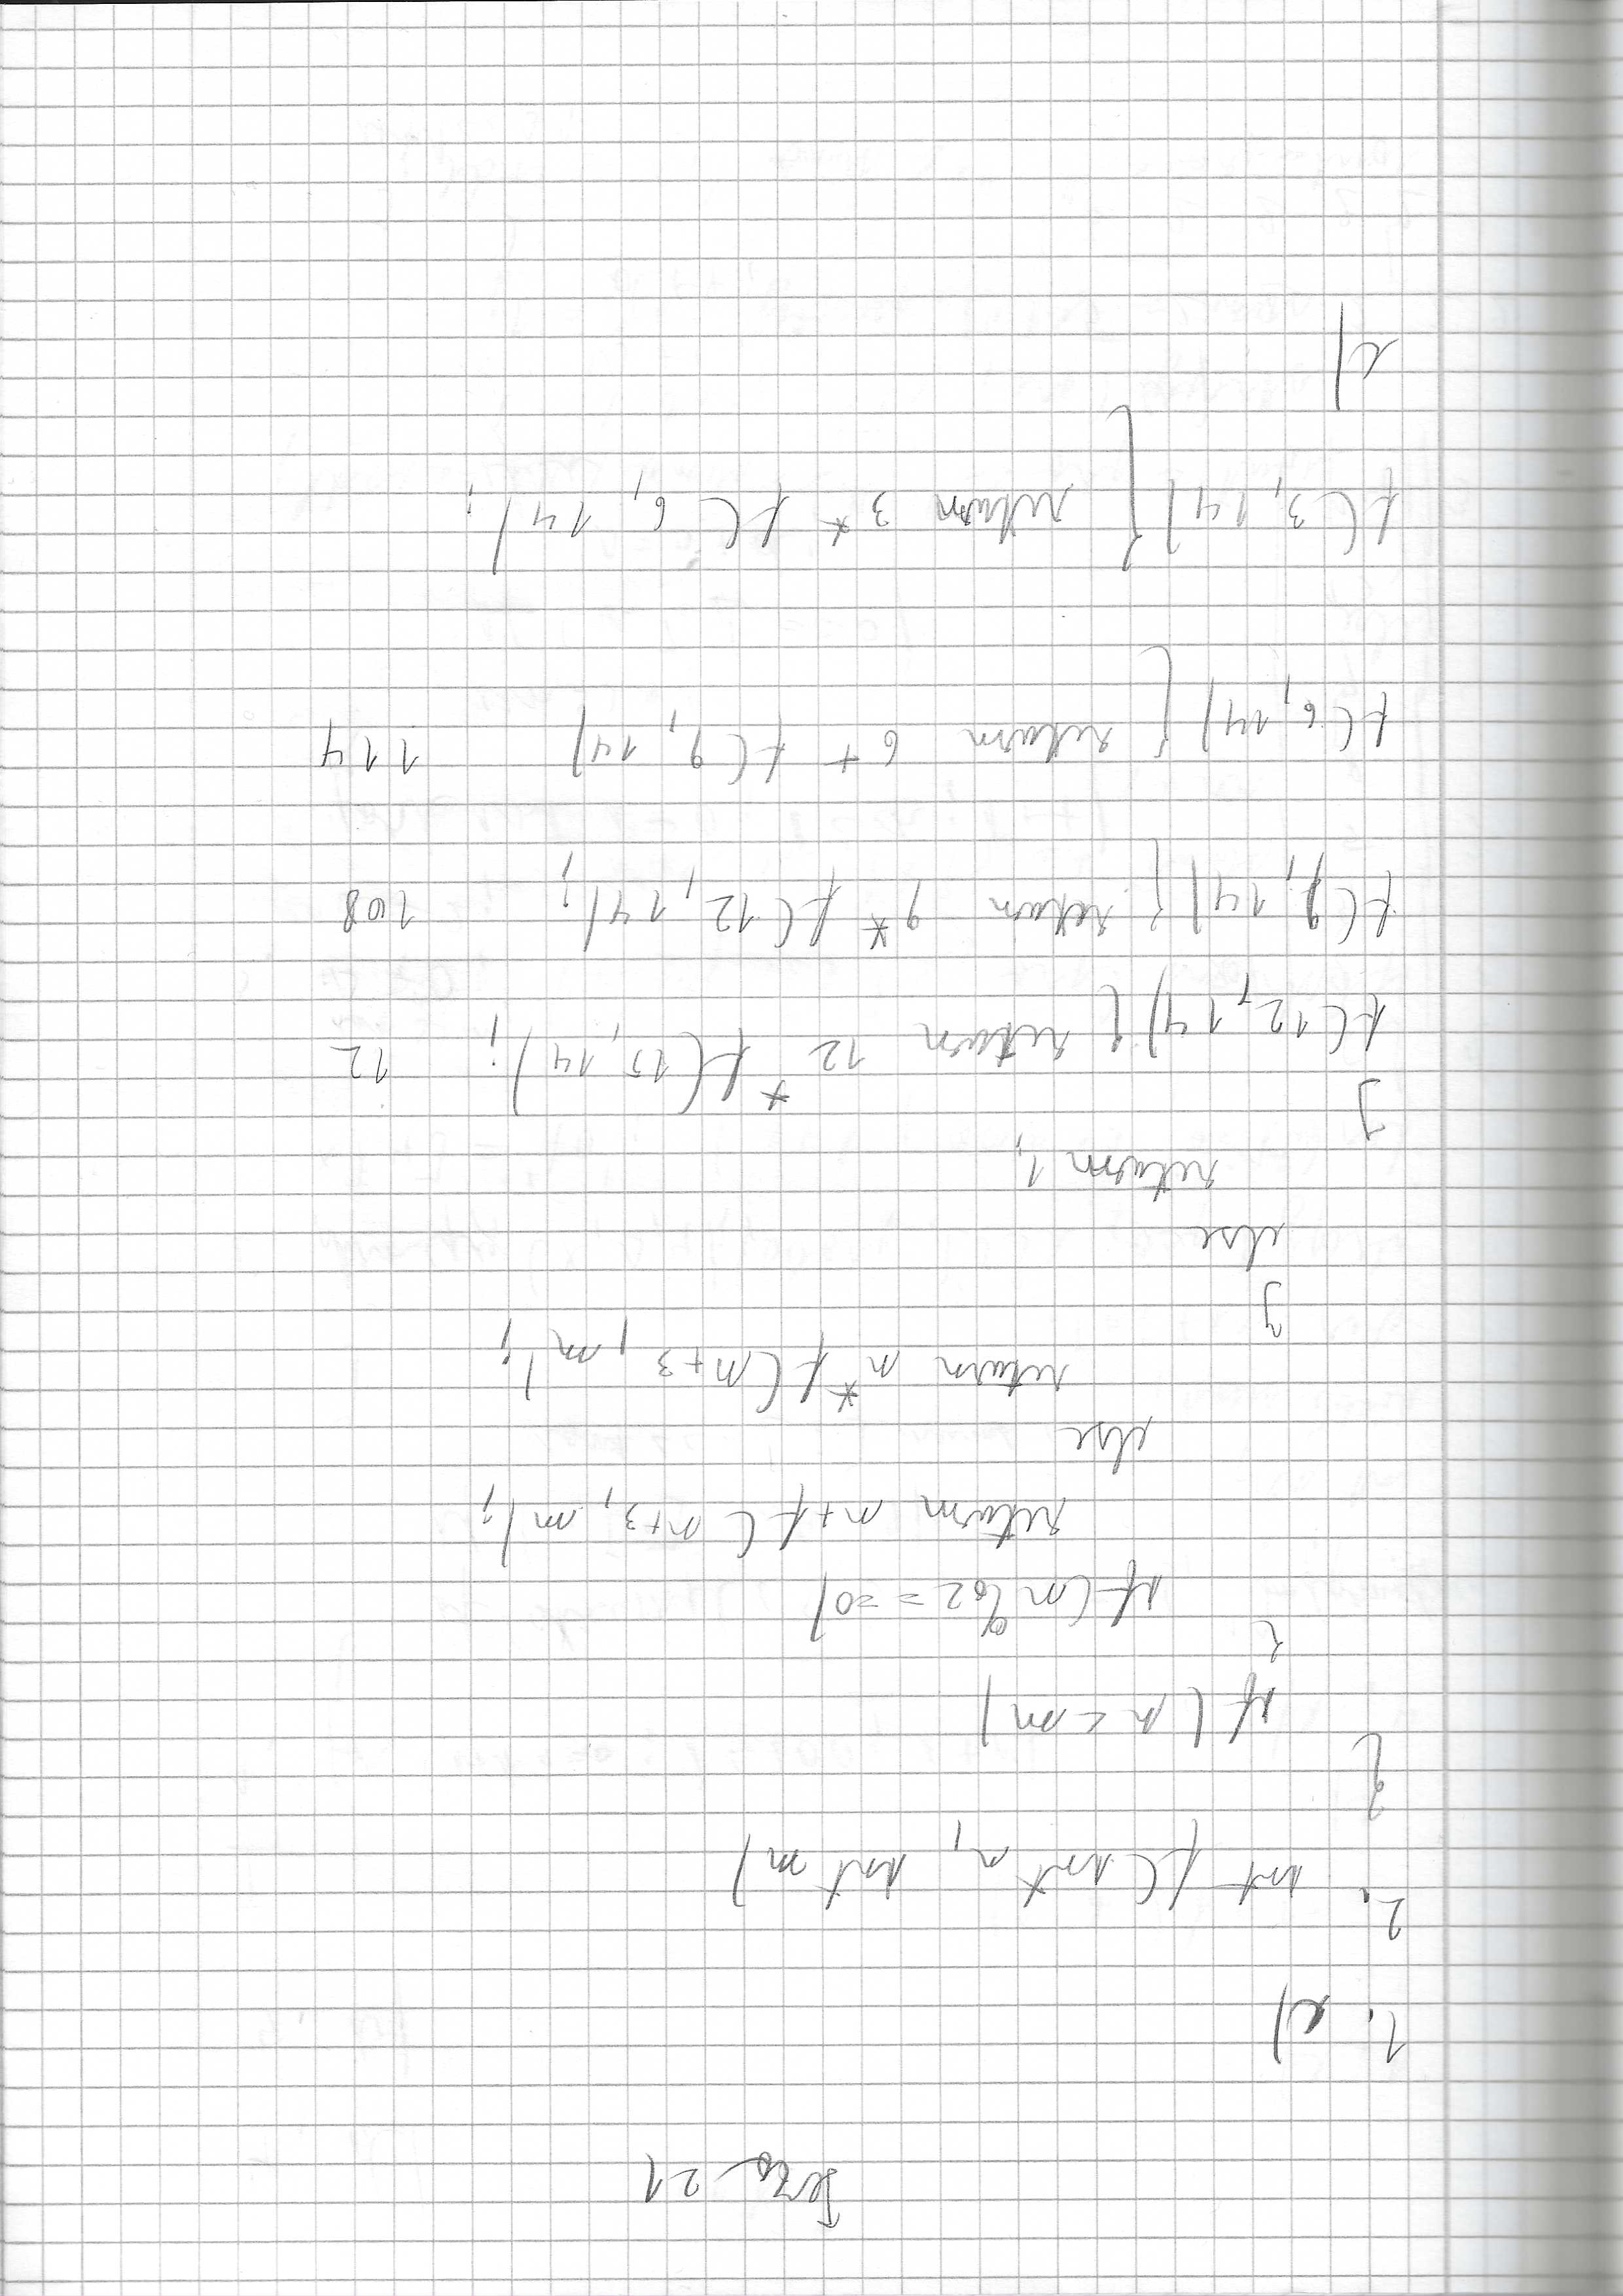 21
1. c)
2. int f(int n, int m)
{
if (n < m)
{
if (n%2==0)
return n+f(n+3, m);
else
return n*f(n+3, m);
}
else
return 1;
}
f(12,14){ return 12 * f(15,14); 12
f(9,14){ return 9* f(12,14); 108
f(6,14){ return 6+ f(9,14) 114
f(3,14){ return 3* f(6,14);
}
c)